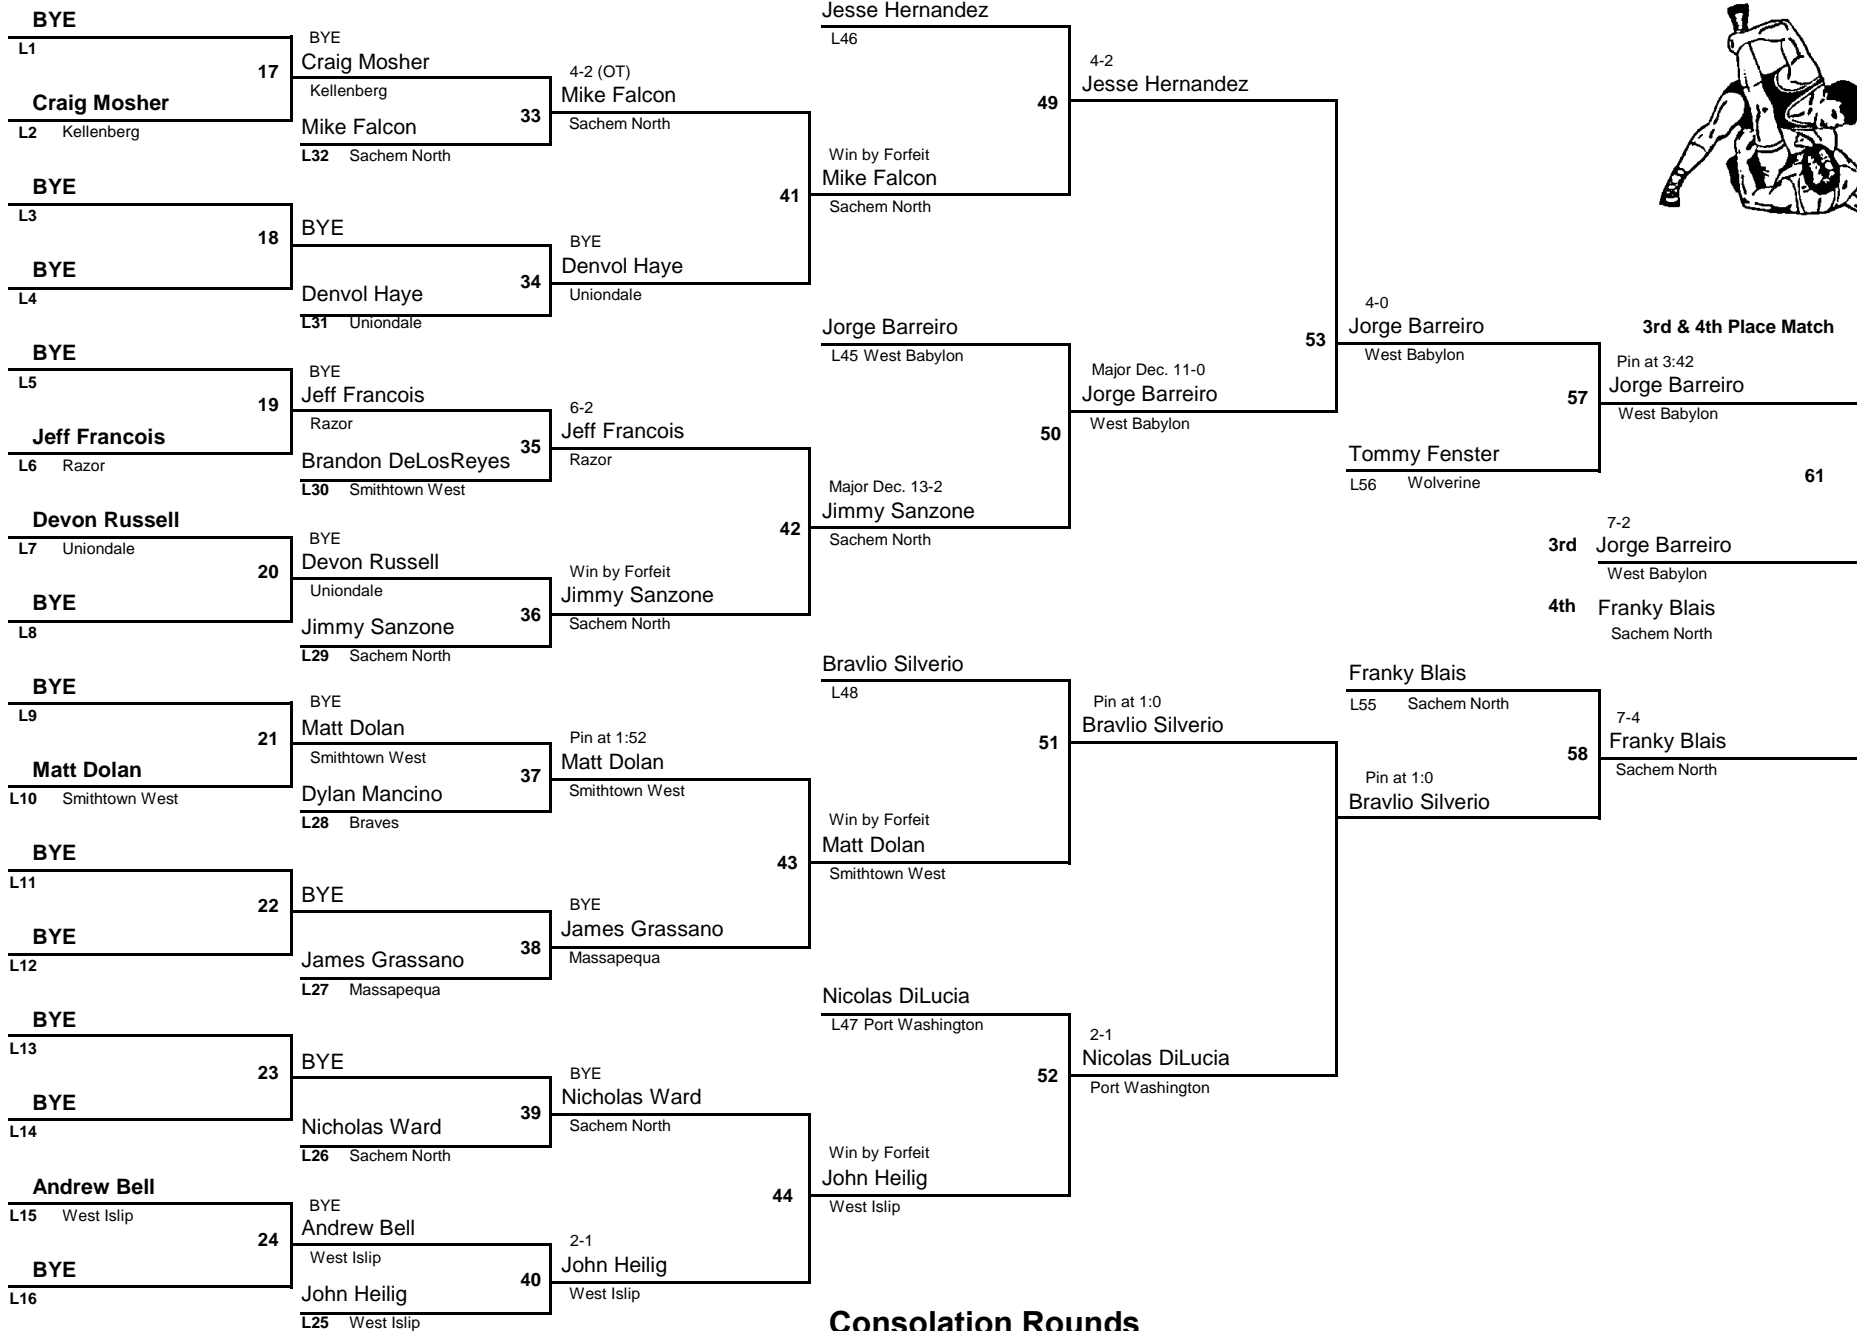 BYE
L1
17
Craig Mosher
L2 Kellenberg
BYE
L3
18
BYE
L4
BYE
L5
19
Jeff Francois
L6 Razor
Devon Russell
L7 Uniondale
20
BYE
L8
BYE
L9
21
Matt Dolan
L10 Smithtown West
BYE
L11
22
BYE
L12
BYE
L13
23
BYE
L14
Andrew Bell
L15 West Islip
24
BYE
L16
BYE
Craig Mosher
Kellenberg
33
Mike Falcon
L32 Sachem North
BYE
34
Denvol Haye
L31 Uniondale
BYE
Jeff Francois
Razor
35
Brandon DeLosReyes
L30 Smithtown West
BYE
Devon Russell
Uniondale
36
Jimmy Sanzone
L29 Sachem North
BYE
Matt Dolan
Smithtown West
37
Dylan Mancino
L28 Braves
BYE
38
James Grassano
L27 Massapequa
BYE
39
Nicholas Ward
L26 Sachem North
BYE
Andrew Bell
West Islip
40
John Heilig
L25 West Islip
4-2 (OT)
Mike Falcon
Sachem North
41
BYE
Denvol Haye
Uniondale
6-2
Jeff Francois
Razor
42
Win by Forfeit
Jimmy Sanzone
Sachem North
Pin at 1:52
Matt Dolan
Smithtown West
43
BYE
James Grassano
Massapequa
BYE
Nicholas Ward
Sachem North
44
2-1
John Heilig
West Islip
Jesse Hernandez
L46
49
Win by Forfeit
Mike Falcon
Sachem North
Jorge Barreiro
L45 West Babylon
50
Major Dec. 13-2
Jimmy Sanzone
Sachem North
Bravlio Silverio
L48
51
Win by Forfeit
Matt Dolan
Smithtown West
Nicolas DiLucia
L47 Port Washington
52
Win by Forfeit
John Heilig
West Islip
4-2
Jesse Hernandez
53
Major Dec. 11-0
Jorge Barreiro
West Babylon
Pin at 1:0
Bravlio Silverio
2-1
Nicolas DiLucia
Port Washington
4-0
Jorge Barreiro
West Babylon
57
Tommy Fenster
L56 Wolverine
Franky Blais
L55 Sachem North
58
Pin at 1:0
Bravlio Silverio
3rd & 4th Place Match
Pin at 3:42
Jorge Barreiro
West Babylon
61
7-2
3rd Jorge Barreiro
West Babylon
4th Franky Blais
Sachem North
7-4
Franky Blais
Sachem North
Consolation Rounds